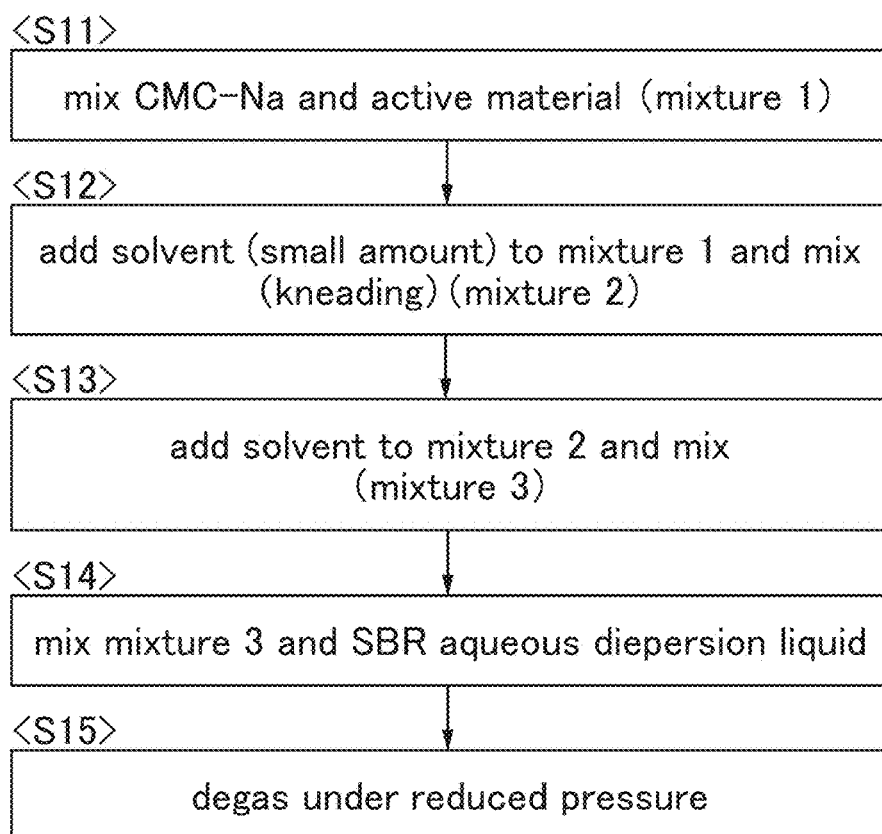 <S11>
mix CMC-Na and active material (mixture 1)
<S12>
add solvent (small amount) to mixture 1 and mix
(kneading) (mixture 2)
<S13>
add solvent to mixture 2 and mix
(mixture 3)
<S14>
mix mixture 3 and SBR aqueous diepersion liquid
<S15>
degas under reduced pressure